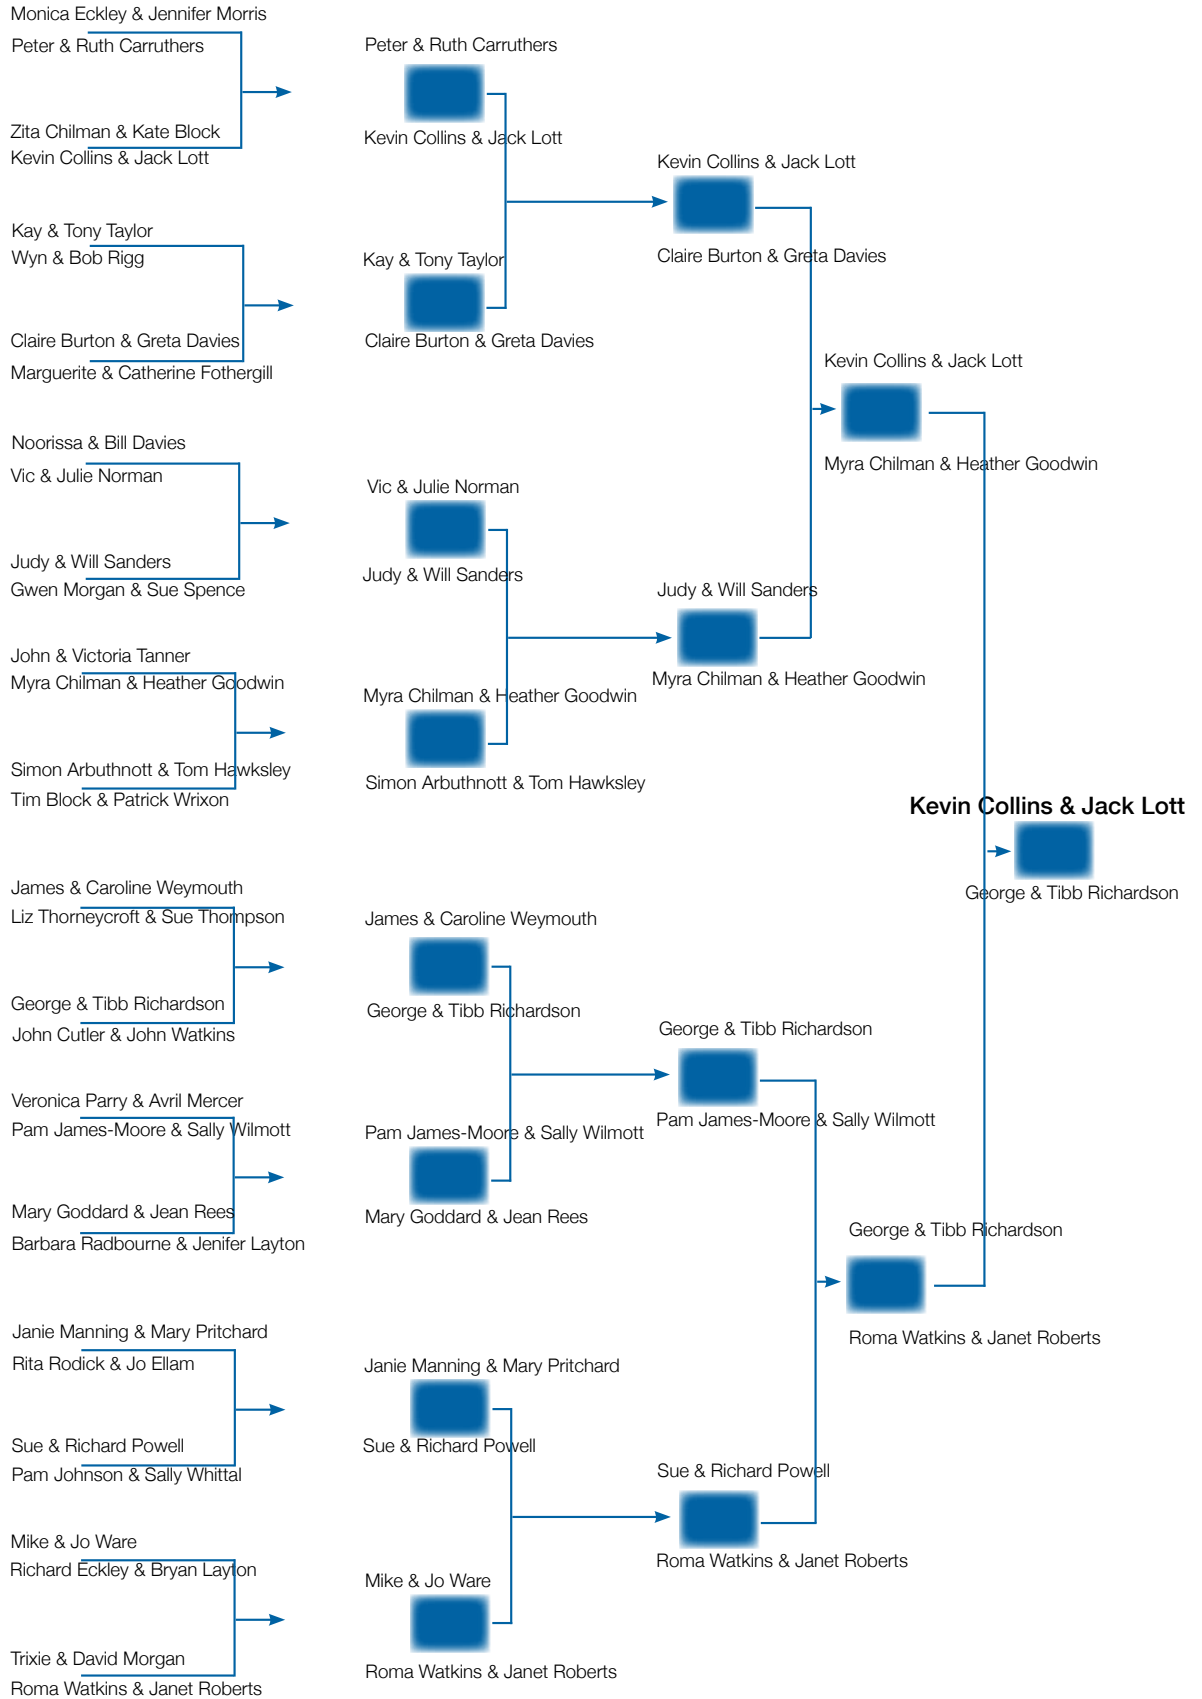 Monica Eckley & Jennifer Morris
Peter & Ruth Carruthers
Zita Chilman & Kate Block
Kevin Collins & Jack Lott
Kay & Tony Taylor
Wyn & Bob Rigg
Claire Burton & Greta Davies
Marguerite & Catherine Fothergill
Noorissa & Bill Davies
Vic & Julie Norman
Judy & Will Sanders
Gwen Morgan & Sue Spence
John & Victoria Tanner
Myra Chilman & Heather Goodwin
Simon Arbuthnott & Tom Hawksley
Tim Block & Patrick Wrixon
James & Caroline Weymouth
Liz Thorneycroft & Sue Thompson
George & Tibb Richardson
John Cutler & John Watkins
Veronica Parry & Avril Mercer
Pam James-Moore & Sally Wilmott
Mary Goddard & Jean Rees
Barbara Radbourne & Jenifer Layton
Janie Manning & Mary Pritchard
Rita Rodick & Jo Ellam
Sue & Richard Powell
Pam Johnson & Sally Whittal
Mike & Jo Ware
Richard Eckley & Bryan Layton
Trixie & David Morgan
Roma Watkins & Janet Roberts
Peter & Ruth Carruthers
Kevin Collins & Jack Lott
Kay & Tony Taylor
Claire Burton & Greta Davies
Vic & Julie Norman
Judy & Will Sanders
Myra Chilman & Heather Goodwin
Simon Arbuthnott & Tom Hawksley
James & Caroline Weymouth
George & Tibb Richardson
Pam James-Moore & Sally Wilmott
Mary Goddard & Jean Rees
Janie Manning & Mary Pritchard
Sue & Richard Powell
Mike & Jo Ware
Roma Watkins & Janet Roberts
Kevin Collins & Jack Lott
Claire Burton & Greta Davies
Judy & Will Sanders
Myra Chilman & Heather Goodwin
George & Tibb Richardson
Pam James-Moore & Sally Wilmott
Sue & Richard Powell
Roma Watkins & Janet Roberts
Kevin Collins & Jack Lott
Myra Chilman & Heather Goodwin
George & Tibb Richardson
Roma Watkins & Janet Roberts
Kevin Collins & Jack Lott
George & Tibb Richardson